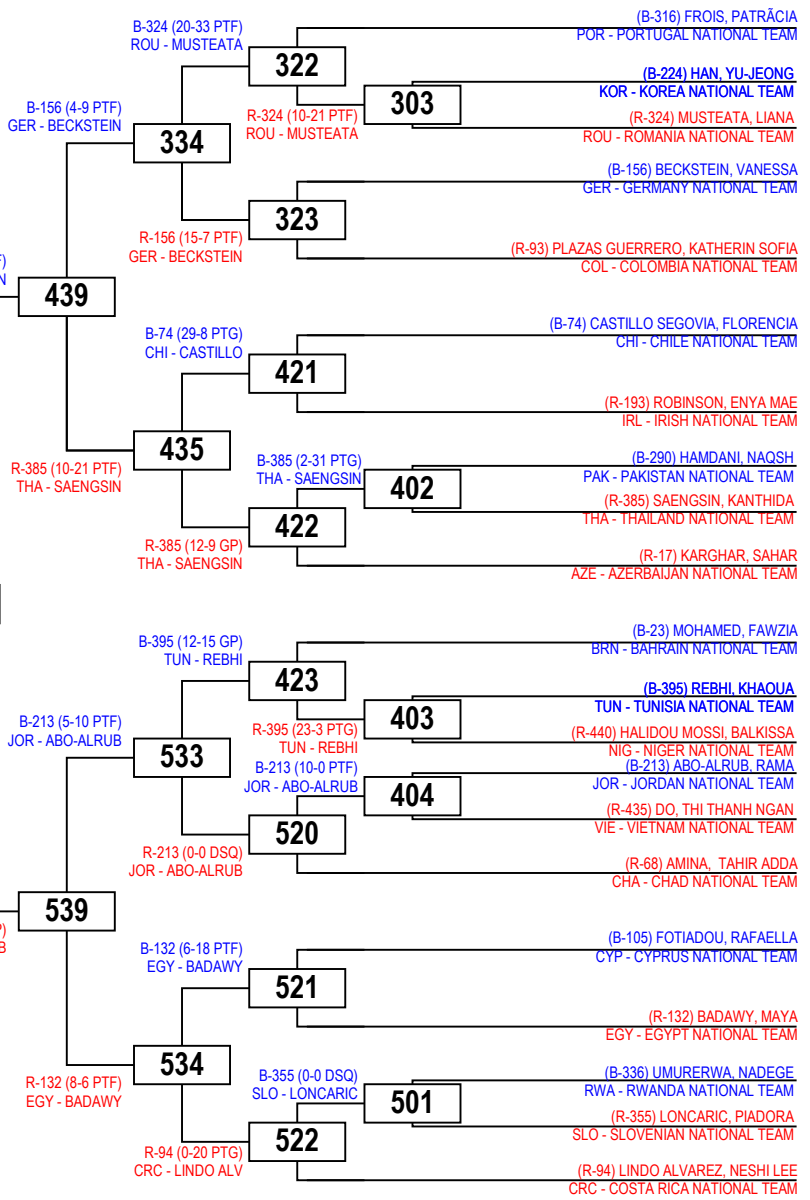 (B-316) FROIS, PATRÃCIA
POR - PORTUGAL NATIONAL TEAM
B-324 (20-33 PTF)
ROU - MUSTEATA
322
(B-224) HAN, YU-JEONG
KOR - KOREA NATIONAL TEAM
303
R-324 (10-21 PTF)
ROU - MUSTEATA
(R-324) MUSTEATA, LIANA
ROU - ROMANIA NATIONAL TEAM
B-156 (4-9 PTF)
GER - BECKSTEIN
334
(B-156) BECKSTEIN, VANESSA
GER - GERMANY NATIONAL TEAM
323
R-156 (15-7 PTF)
GER - BECKSTEIN
(R-93) PLAZAS GUERRERO, KATHERIN SOFIA
COL - COLOMBIA NATIONAL TEAM
439
B-74 (29-8 PTG)
CHI - CASTILLO
(B-74) CASTILLO SEGOVIA, FLORENCIA
CHI - CHILE NATIONAL TEAM
421
(R-193) ROBINSON, ENYA MAE
IRL - IRISH NATIONAL TEAM
435
R-385 (10-21 PTF)
THA - SAENGSIN
B-385 (2-31 PTG)
THA - SAENGSIN
(B-290) HAMDANI, NAQSH
PAK - PAKISTAN NATIONAL TEAM
402
(R-385) SAENGSIN, KANTHIDA
THA - THAILAND NATIONAL TEAM
422
R-385 (12-9 GP)
THA - SAENGSIN
(R-17) KARGHAR, SAHAR
AZE - AZERBAIJAN NATIONAL TEAM
B-395 (12-15 GP)
TUN - REBHI
(B-23) MOHAMED, FAWZIA
BRN - BAHRAIN NATIONAL TEAM
423
(B-395) REBHI, KHAOUA
TUN - TUNISIA NATIONAL TEAM
403
R-395 (23-3 PTG)
TUN - REBHI
(R-440) HALIDOU MOSSI, BALKISSA
NIG - NIGER NATIONAL TEAM
B-213 (5-10 PTF)
JOR - ABO-ALRUB
533
B-213 (10-0 PTF)
JOR - ABO-ALRUB
(B-213) ABO-ALRUB, RAMA
JOR - JORDAN NATIONAL TEAM
404
(R-435) DO, THI THANH NGAN
VIE - VIETNAM NATIONAL TEAM
520
R-213 (0-0 DSQ)
JOR - ABO-ALRUB
(R-68) AMINA,  TAHIR ADDA
CHA - CHAD NATIONAL TEAM
539
B-132 (6-18 PTF)
EGY - BADAWY
(B-105) FOTIADOU, RAFAELLA
CYP - CYPRUS NATIONAL TEAM
521
(R-132) BADAWY, MAYA
EGY - EGYPT NATIONAL TEAM
534
R-132 (8-6 PTF)
EGY - BADAWY
B-355 (0-0 DSQ)
SLO - LONCARIC
(B-336) UMURERWA, NADEGE
RWA - RWANDA NATIONAL TEAM
501
(R-355) LONCARIC, PIADORA
SLO - SLOVENIAN NATIONAL TEAM
522
R-94 (0-20 PTG)
CRC - LINDO ALV
(R-94) LINDO ALVAREZ, NESHI LEE
CRC - COSTA RICA NATIONAL TEAM